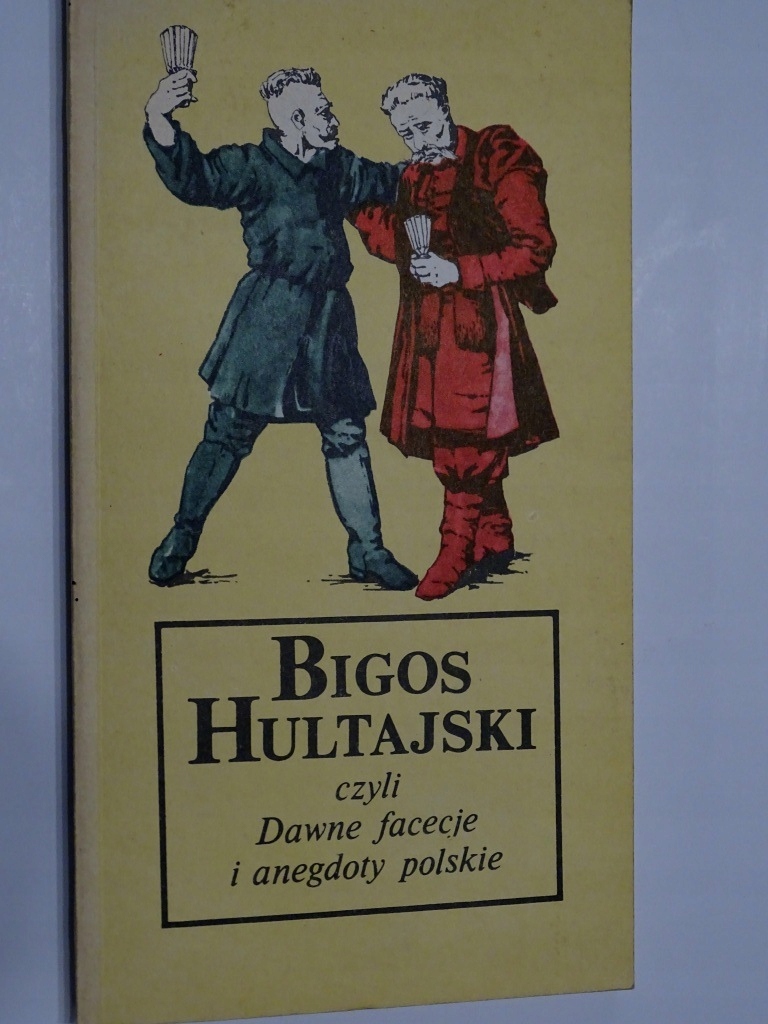 BIGOS
HULTAJSKI
czyli
Dawne facecje
i anegdoty polskie